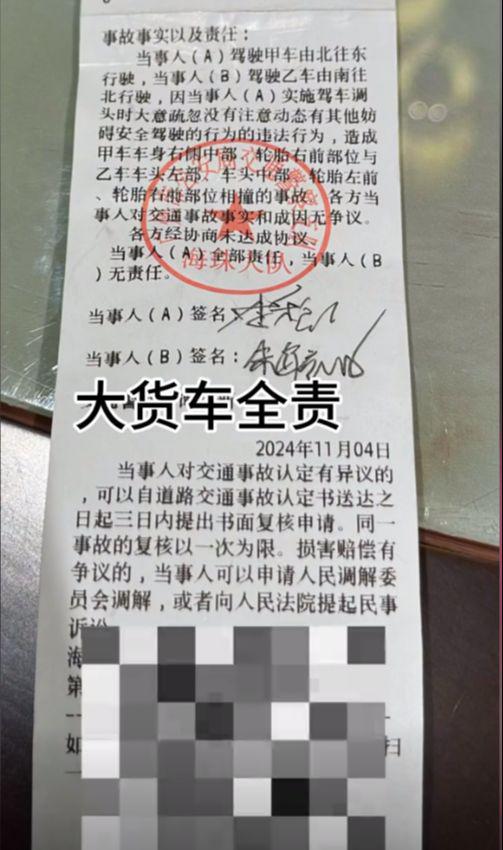 事故事实以及责任：
当事人(A)驾驶甲车由北往东
行驶，当事人(B)驾驶乙车由南往
北行驶，因当事人(A)实施驾车调
头时大意疏忽没有注意动态有其他妨
碍安全驾驶的行为的违法行为，造成
甲车车身右侧中部、轮胎右前部位与
乙车车头左部、车头中部、轮胎左前
、轮胎右前部位相撞的事故。各方当
事人对交通事故事实和成因无争议。
各方经协商未达成协议。
当事人(A)全部责任，当事人(B
)无责任。
海珠大队
当事人(A)签名：
当事人(B)签名：
大货车全责
2024年11月04日
当事人对交通事故认定有异议的
，可以自道路交通事故认定书送达之
日起三日内提出书面复核申请。同一
事故的复核以一次为限。损害赔偿有
争议的，当事人可以申请人民调解委
员会调解，或者向人民法院提起民事
诉讼
海
第
如
扫